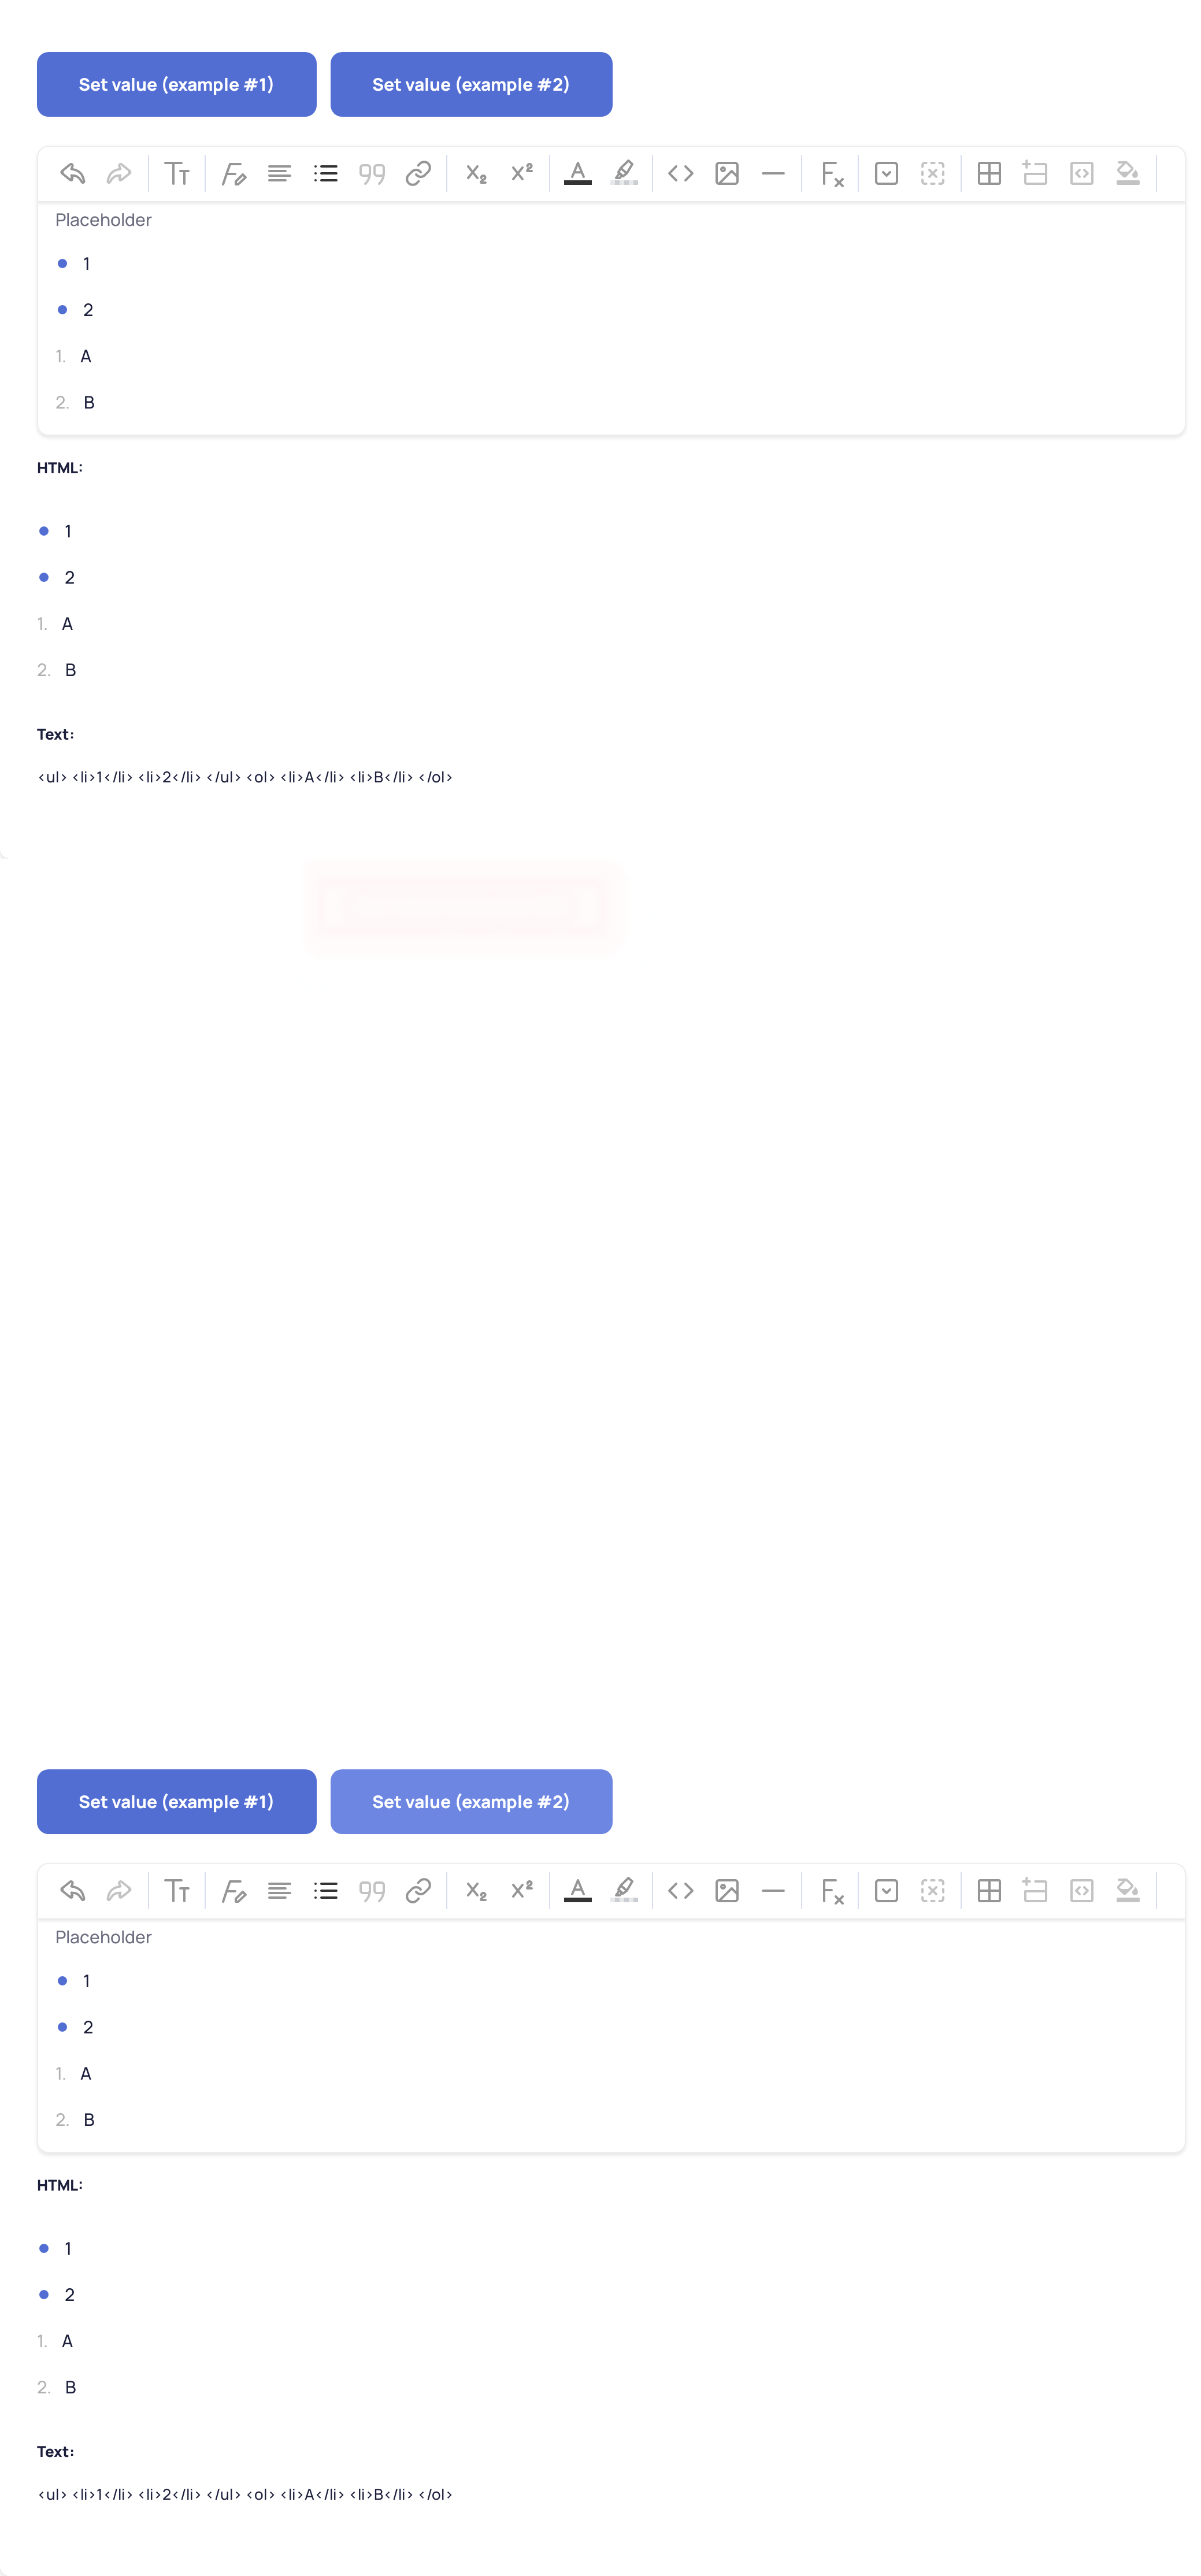 Set value (example #1) Set value (example #2)
Placeholder
1
2
1. A
2. B
HTML:
1
2
1. A
2. B
Text:
<ul> <li>1</li> <li>2</li> </ul> <ol> <li>A</li> <li>B</li> </ol>
Set value (example #1) Set value (example #2)
Placeholder
1
2
1. A
2. B
HTML:
1
2
1. A
2. B
Text:
<ul> <li>1</li> <li>2</li> </ul> <ol> <li>A</li> <li>B</li> </ol>